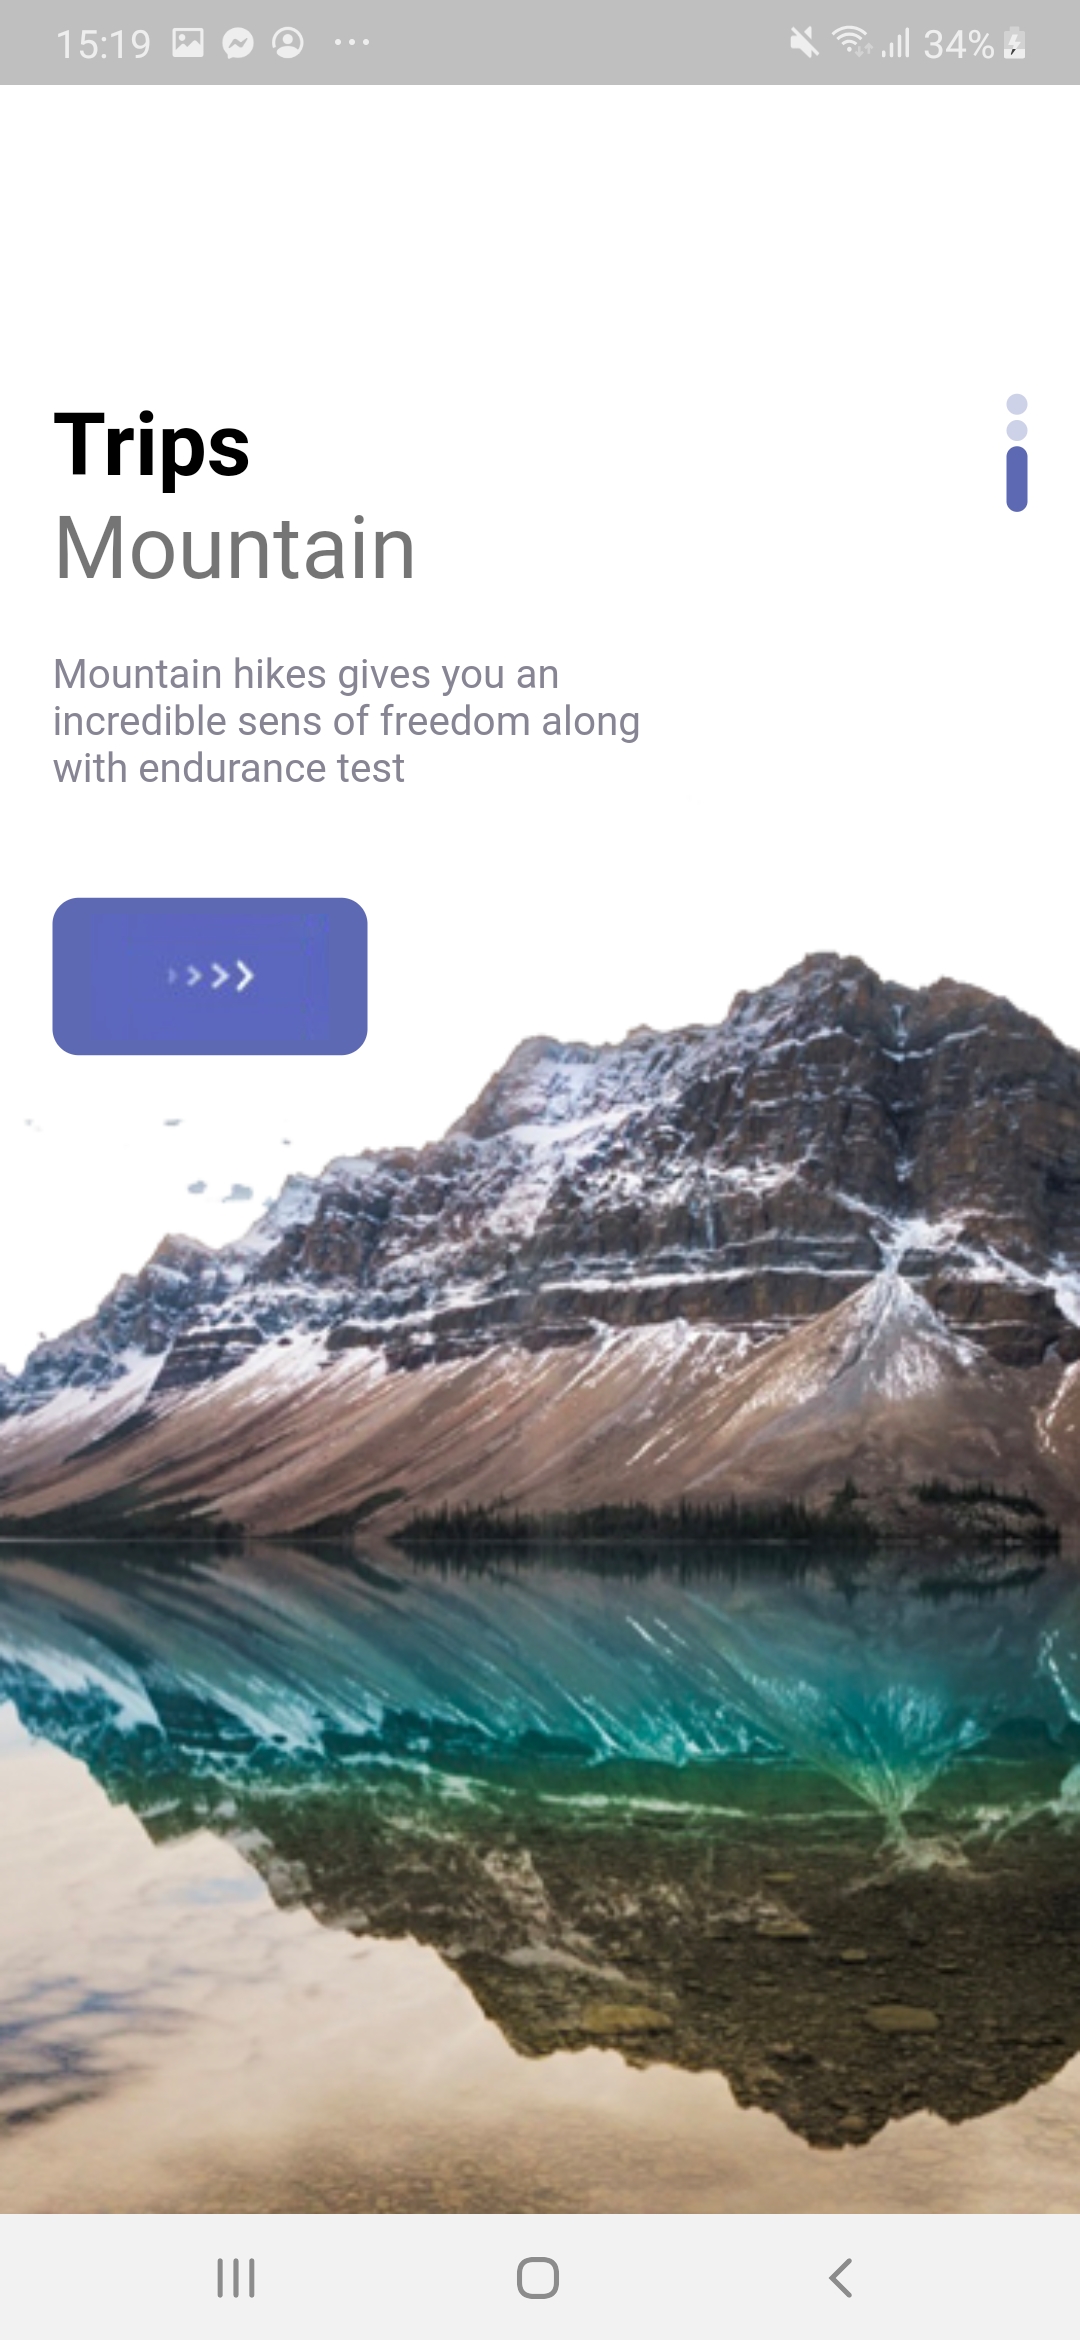 15:19
34%
Trips
Mountain
Mountain hikes gives you an
incredible sens of freedom along
with endurance test